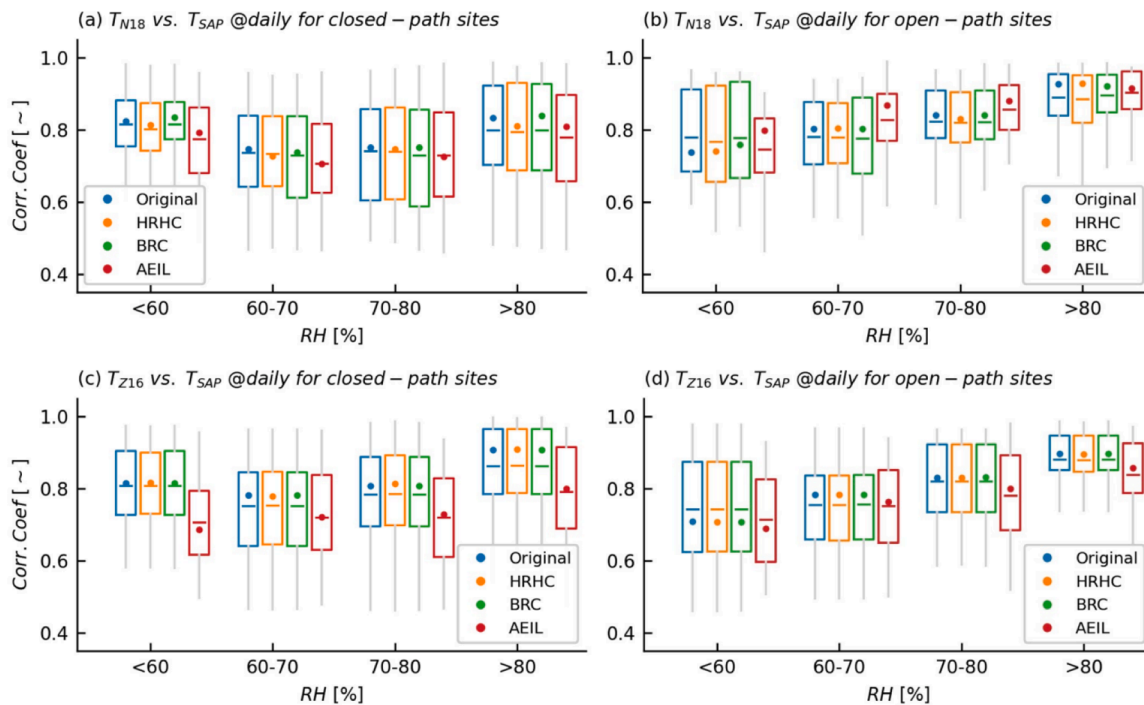 (a) T_N18 vs. T_SAP @daily for closed − path sites
1.0
0.8
0.6
0.4
Corr. Coef [ ~ ]
Original
HRHC
BRC
AEIL
<60 60-70 70-80 >80
RH [%]
(b) T_N18 vs. T_SAP @daily for open − path sites
1.0
0.8
0.6
0.4
Original
HRHC
BRC
AEIL
<60 60-70 70-80 >80
RH [%]
(c) T_Z16 vs. T_SAP @daily for closed − path sites
1.0
0.8
0.6
0.4
Corr. Coef [ ~ ]
Original
HRHC
BRC
AEIL
<60 60-70 70-80 >80
RH [%]
(d) T_Z16 vs. T_SAP @daily for open − path sites
1.0
0.8
0.6
0.4
Original
HRHC
BRC
AEIL
<60 60-70 70-80 >80
RH [%]